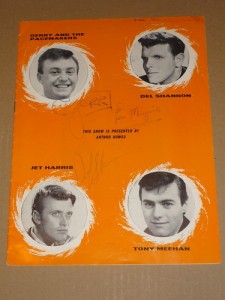 GERRY AND THE
PACEMAKERS
DEL SHANNON
THIS SHOW IS PRESENTED BY
ARTHUR HOWES
JET HARRIS
TONY MEEHAN